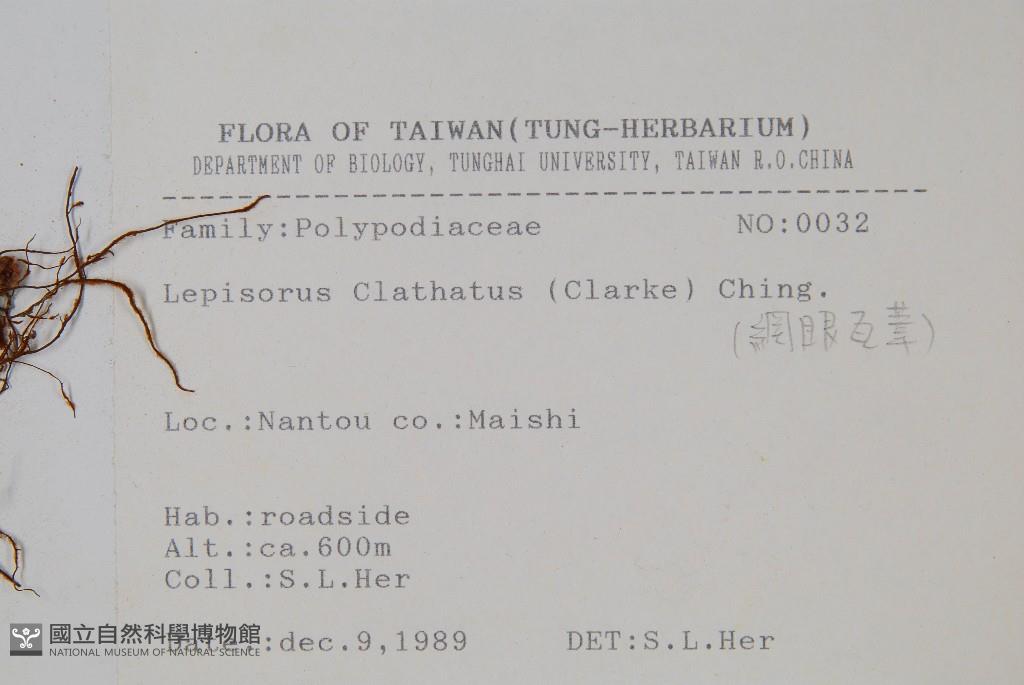 FLORA OF TAIWAN(TUNG-HERBARIUM)
DEPARTMENT OF BIOLOGY, TUNGHAI UNIVERSITY, TAIWAN R.O.CHINA
Family:Polypodiaceae NO:0032
Lepisorus Clathatus (Clarke) Ching.
(網眼瓦葦)
Loc.:Nantou co.:Maishi
Hab.:roadside
Alt.:ca.600m
Coll.:S.L.Her
Date.:dec.9,1989 DET:S.L.Her
國立自然科學博物館
NATIONAL MUSEUM OF NATURAL SCIENCE